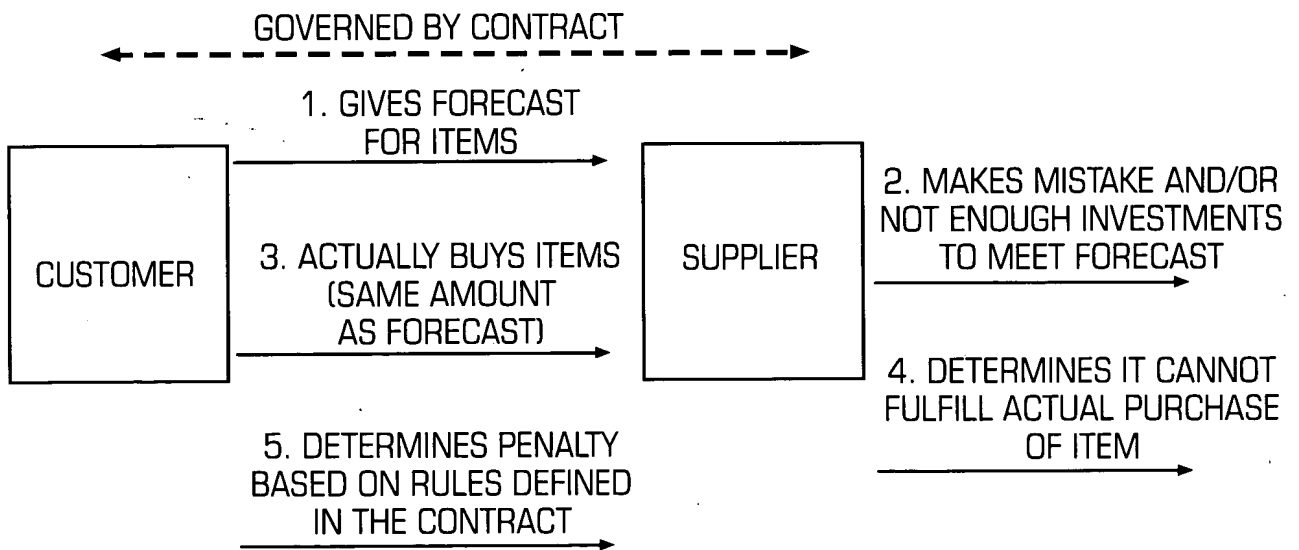 GOVERNED BY CONTRACT
1. GIVES FORECAST
FOR ITEMS
CUSTOMER
3. ACTUALLY BUYS ITEMS
(SAME AMOUNT
AS FORECAST)
SUPPLIER
2. MAKES MISTAKE AND/OR
NOT ENOUGH INVESTMENTS
TO MEET FORECAST
4. DETERMINES IT CANNOT
FULFILL ACTUAL PURCHASE
OF ITEM
5. DETERMINES PENALTY
BASED ON RULES DEFINED
IN THE CONTRACT